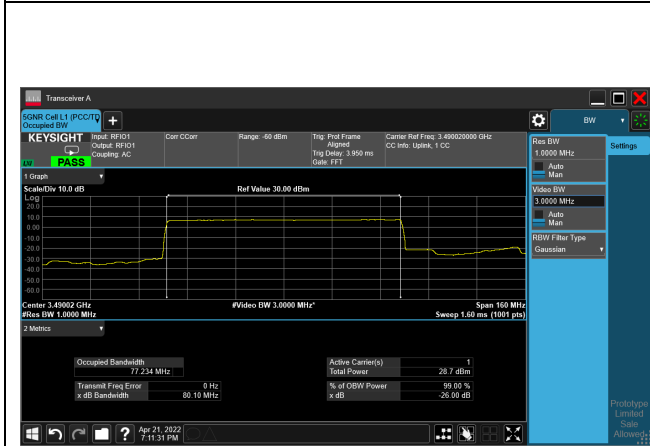 Transceiver A
5GNR Cell L1 (PCC/TD
Occupied BW
BW
KEYSIGHT
LV
PASS
Input: RFIO1
Output: RFIO1
Coupling: AC
Corr CCorr
Range: -60 dBm
Trig: Prot Frame
Aligned
Trig Delay: 3.950 ms
Gate: FFT
Carrier Ref Freq: 3.490020000 GHz
CC Info: Uplink, 1 CC
Res BW
1.0000 MHz
Auto
Man
Video BW
3.0000 MHz
Auto
Man
RBW Filter Type
Gaussian
Settings
1 Graph
Scale/Div 10.0 dB
Ref Value 30.00 dBm
Log
20.0
10.0
0.00
-10.0
-20.0
-30.0
-40.0
-50.0
-60.0
Center 3.49002 GHz
#Video BW 3.0000 MHz*
Span 160 MHz
#Res BW 1.0000 MHz
Sweep 1.60 ms (1001 pts)
2 Metrics
Occupied Bandwidth
77.234 MHz
Active Carrier(s) 1
Total Power 28.7 dBm
Transmit Freq Error 0 Hz
x dB Bandwidth 80.10 MHz
% of OBW Power 99.00 %
x dB -26.00 dB
Prototype
Limited
Sale
Allowed
Apr 21, 2022
7:11:31 PM